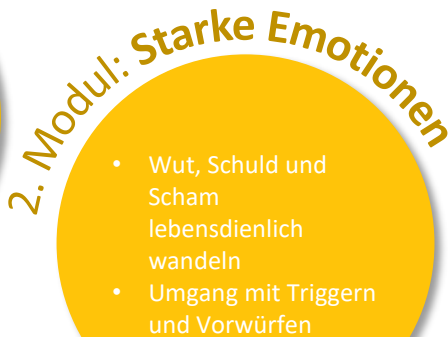 2. Modul: Starke Emotionen
• Wut, Schuld und
Scham
lebensdienlich
wandeln
• Umgang mit Triggern
und Vorwürfen